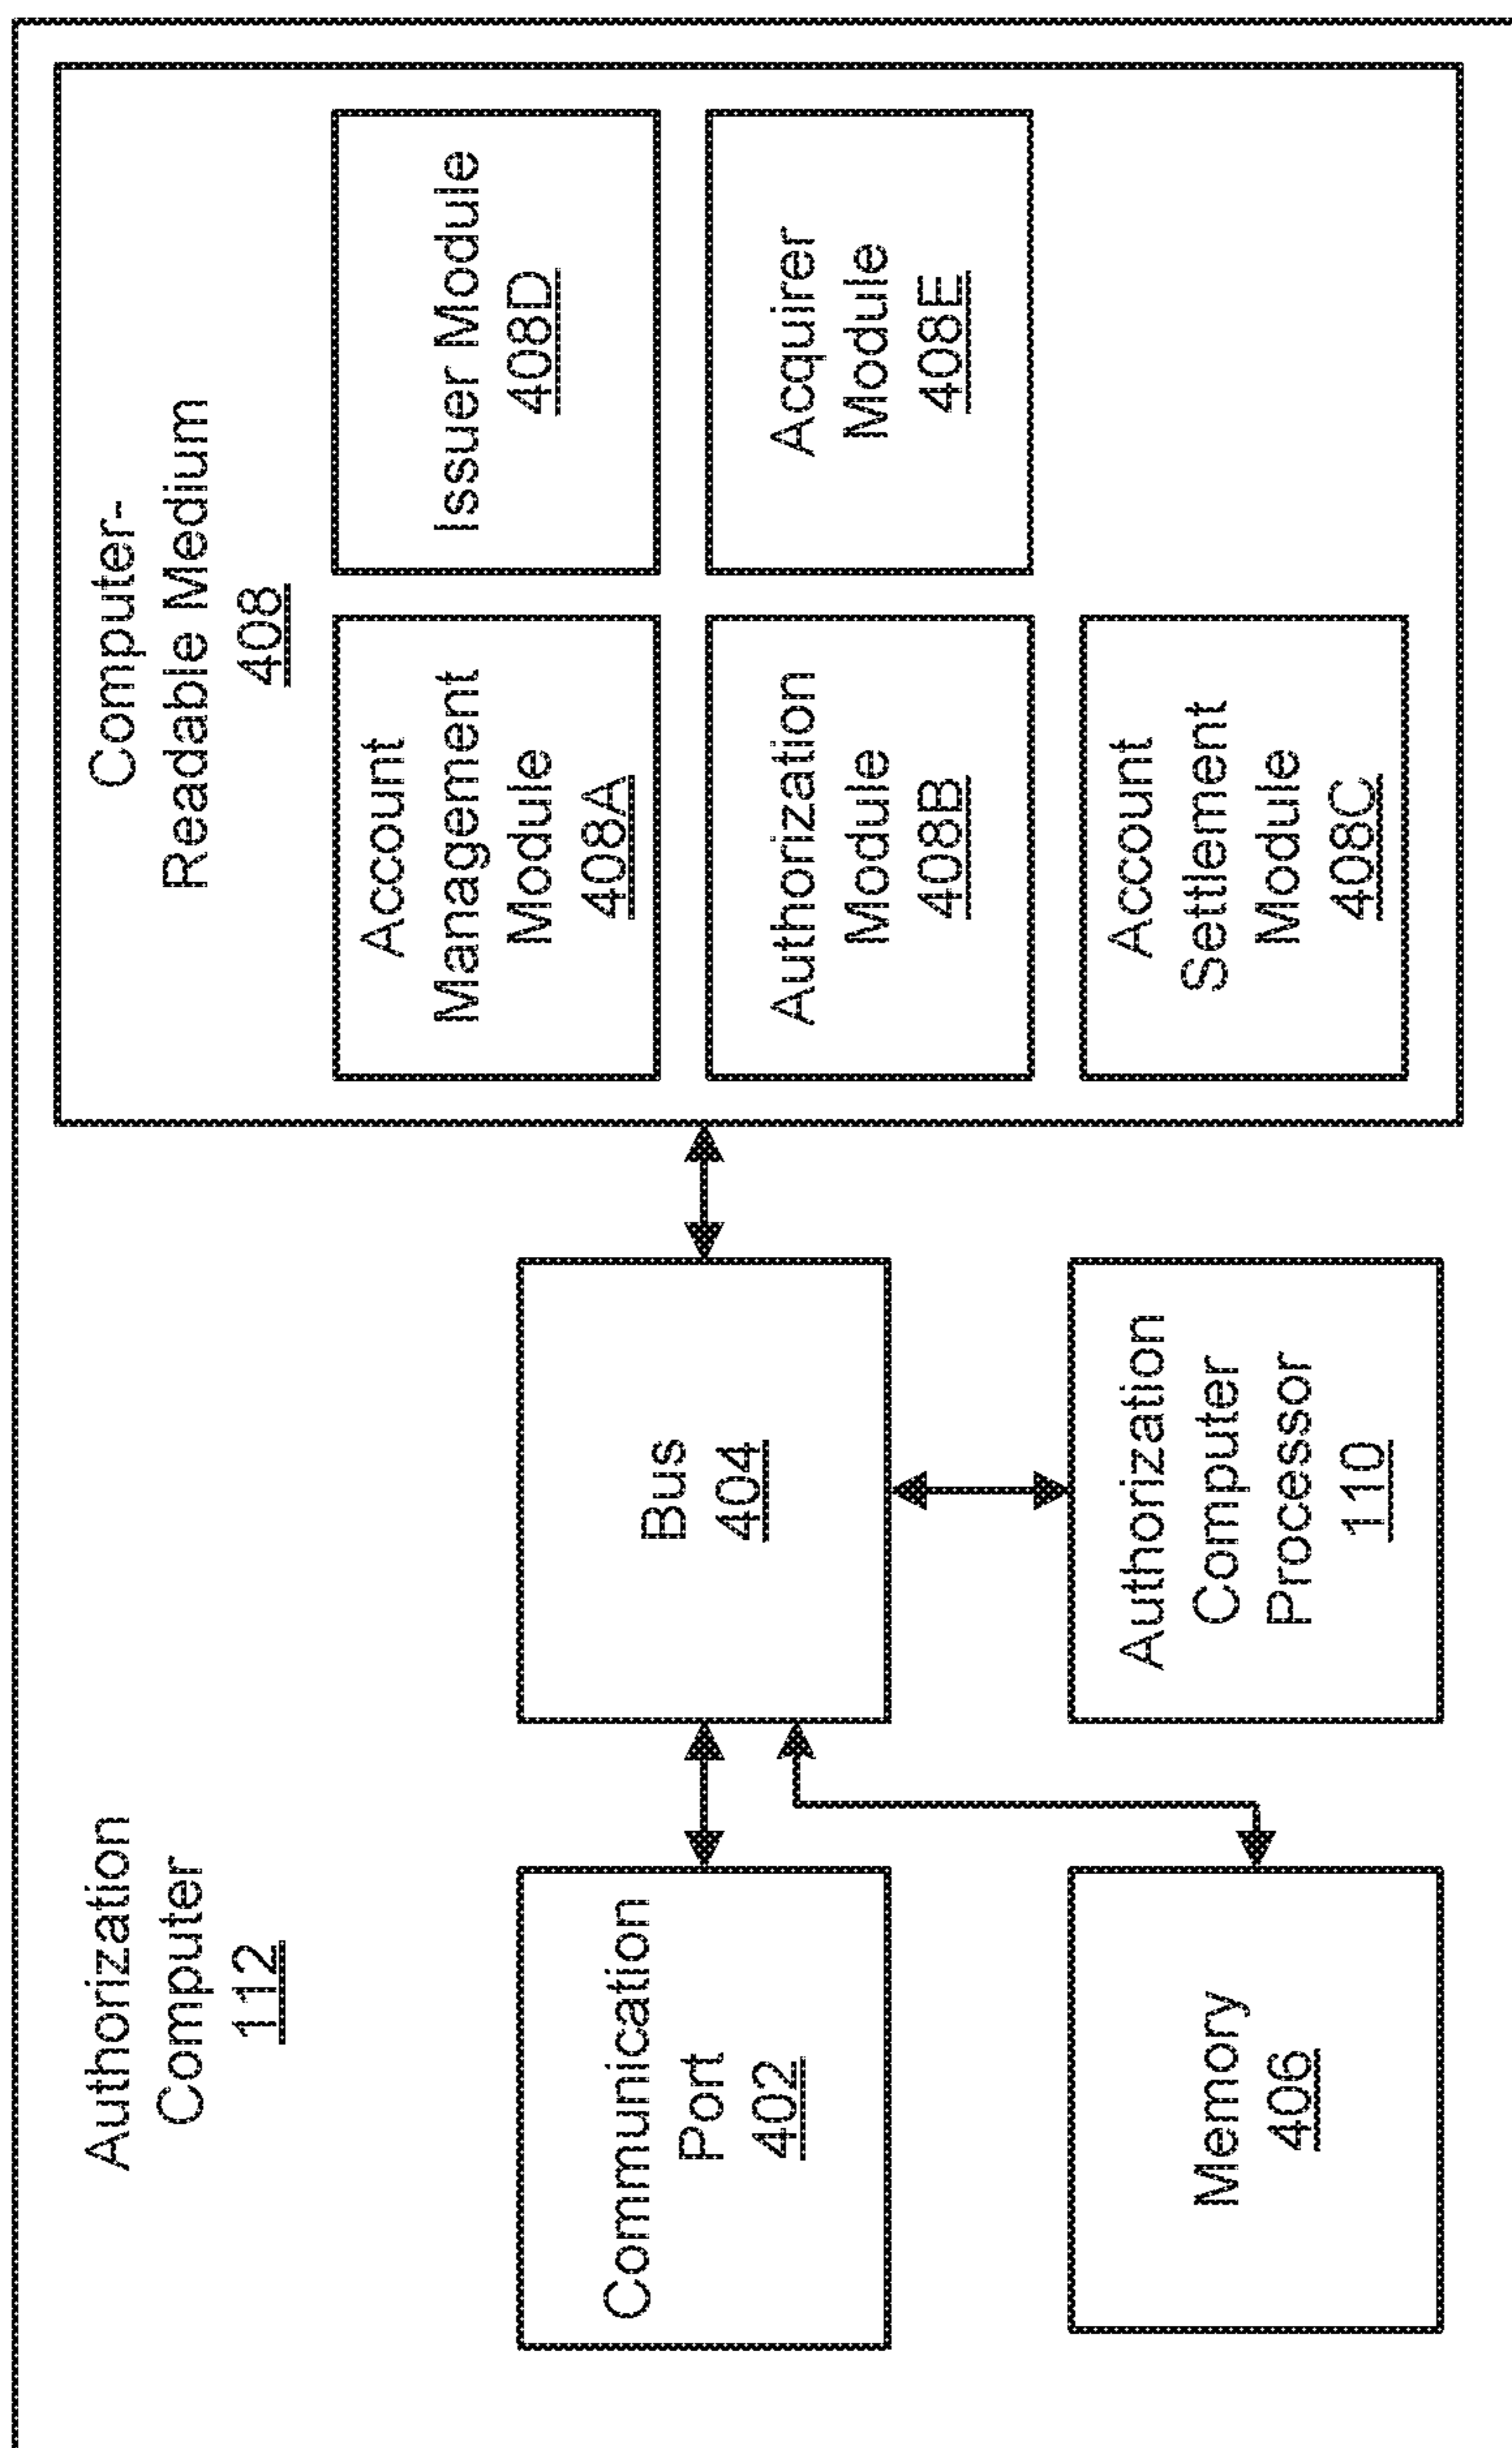 Authorization
Computer
112
Communication
Port
402
Memory
406
Bus
404
Authorization
Computer
Processor
110
Computer-
Readable Medium
408
Account
Management
Module
408A
Issuer Module
408D
Authorization
Module
408B
Acquirer
Module
408E
Account
Settlement
Module
408C